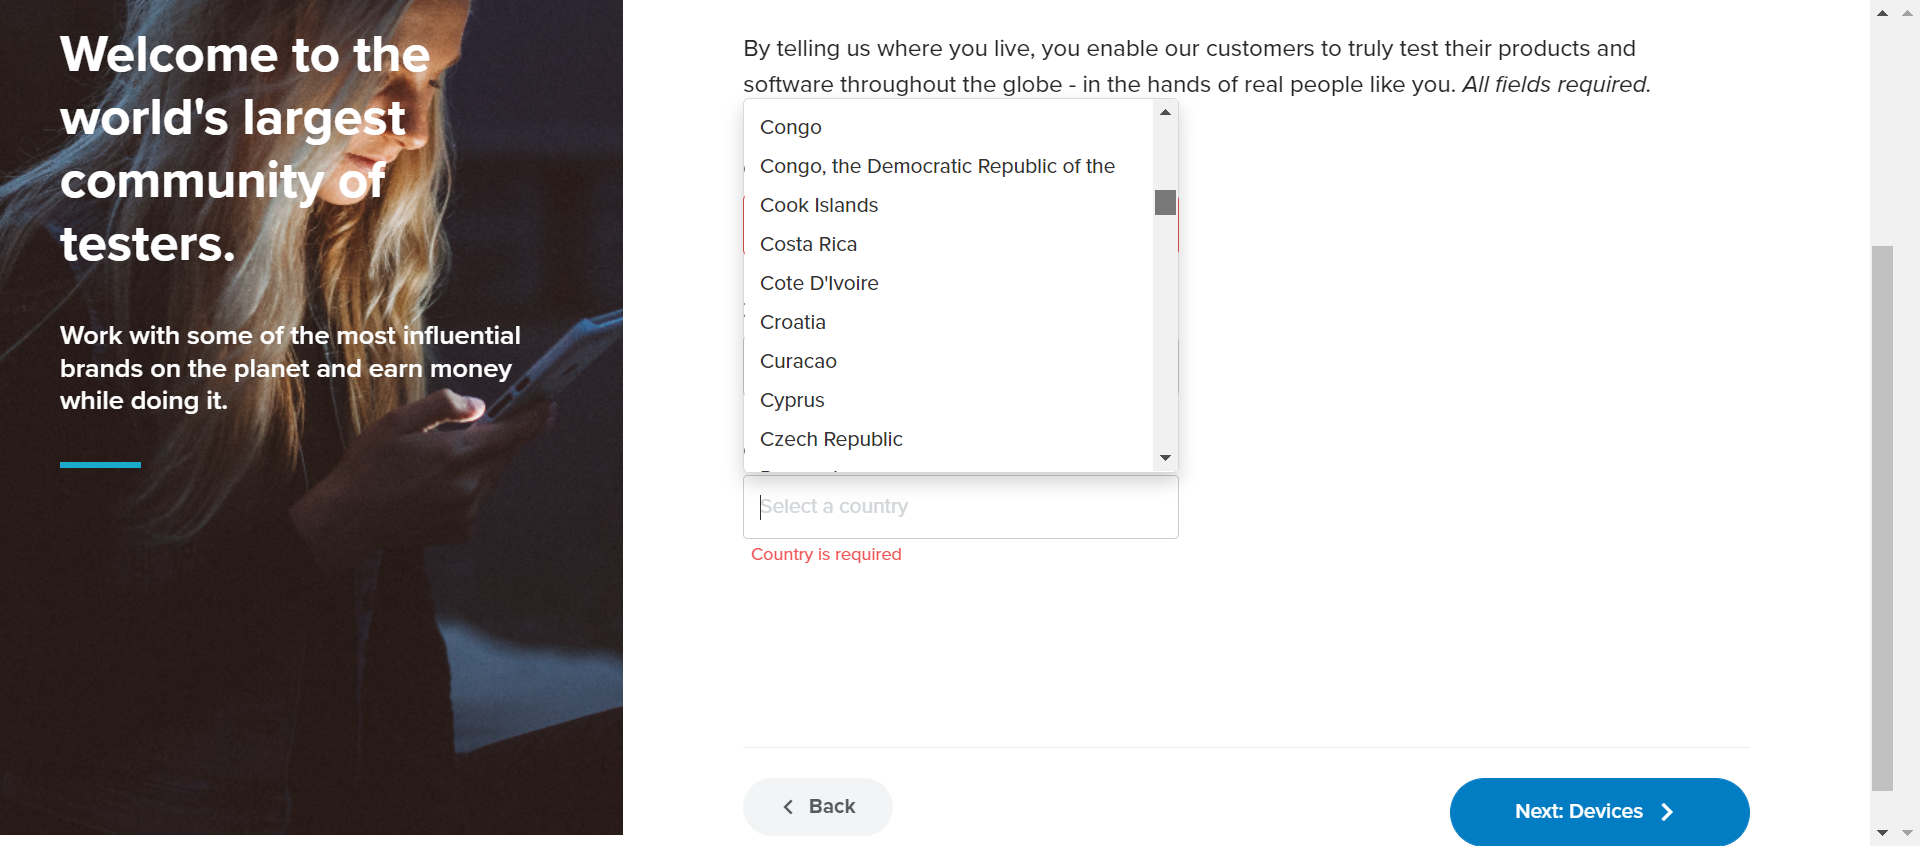 Welcome to the
world's largest
community of
testers.
Work with some of the most influential
brands on the planet and earn money
while doing it.
By telling us where you live, you enable our customers to truly test their products and
software throughout the globe - in the hands of real people like you. All fields required.
Congo
Congo, the Democratic Republic of the
Cook Islands
Costa Rica
Cote D'Ivoire
Croatia
Curacao
Cyprus
Czech Republic
Select a country
Country is required
Back
Next: Devices